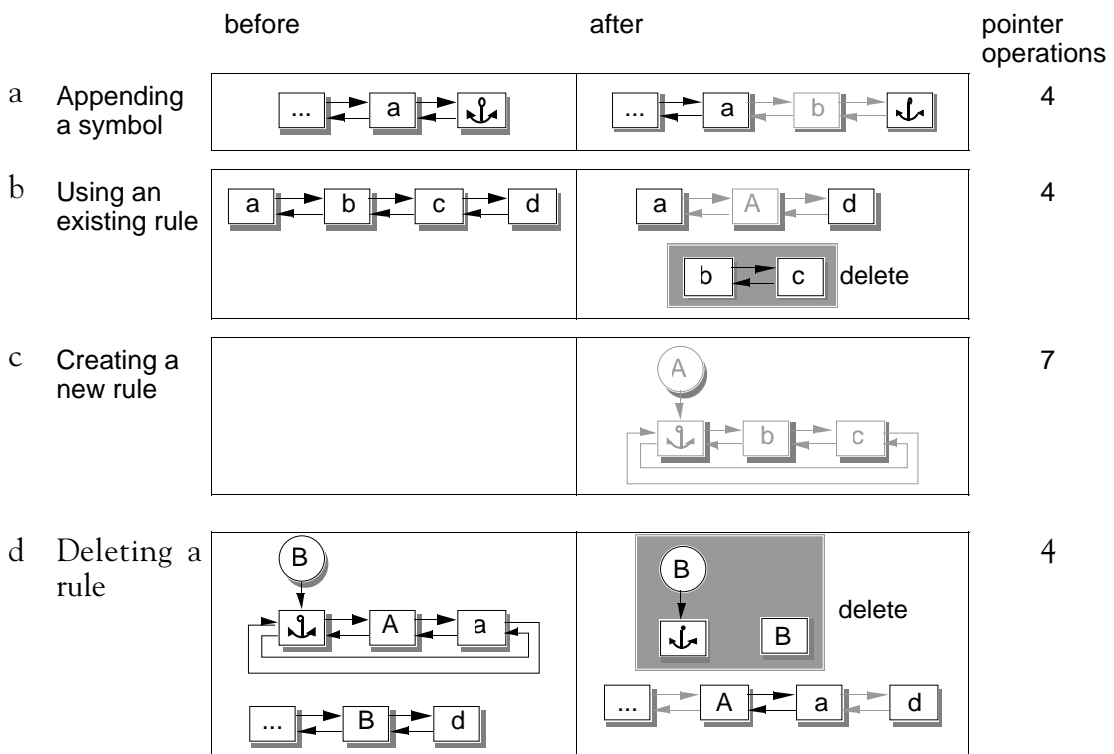 before after pointer
operations
a Appending
a symbol
... a ... a b
4
b Using an
existing rule
a b c d a A d
b c delete
4
c Creating a
new rule
A
b c
7
d Deleting a
rule
B B
A a B delete
... B d ... A a d
4